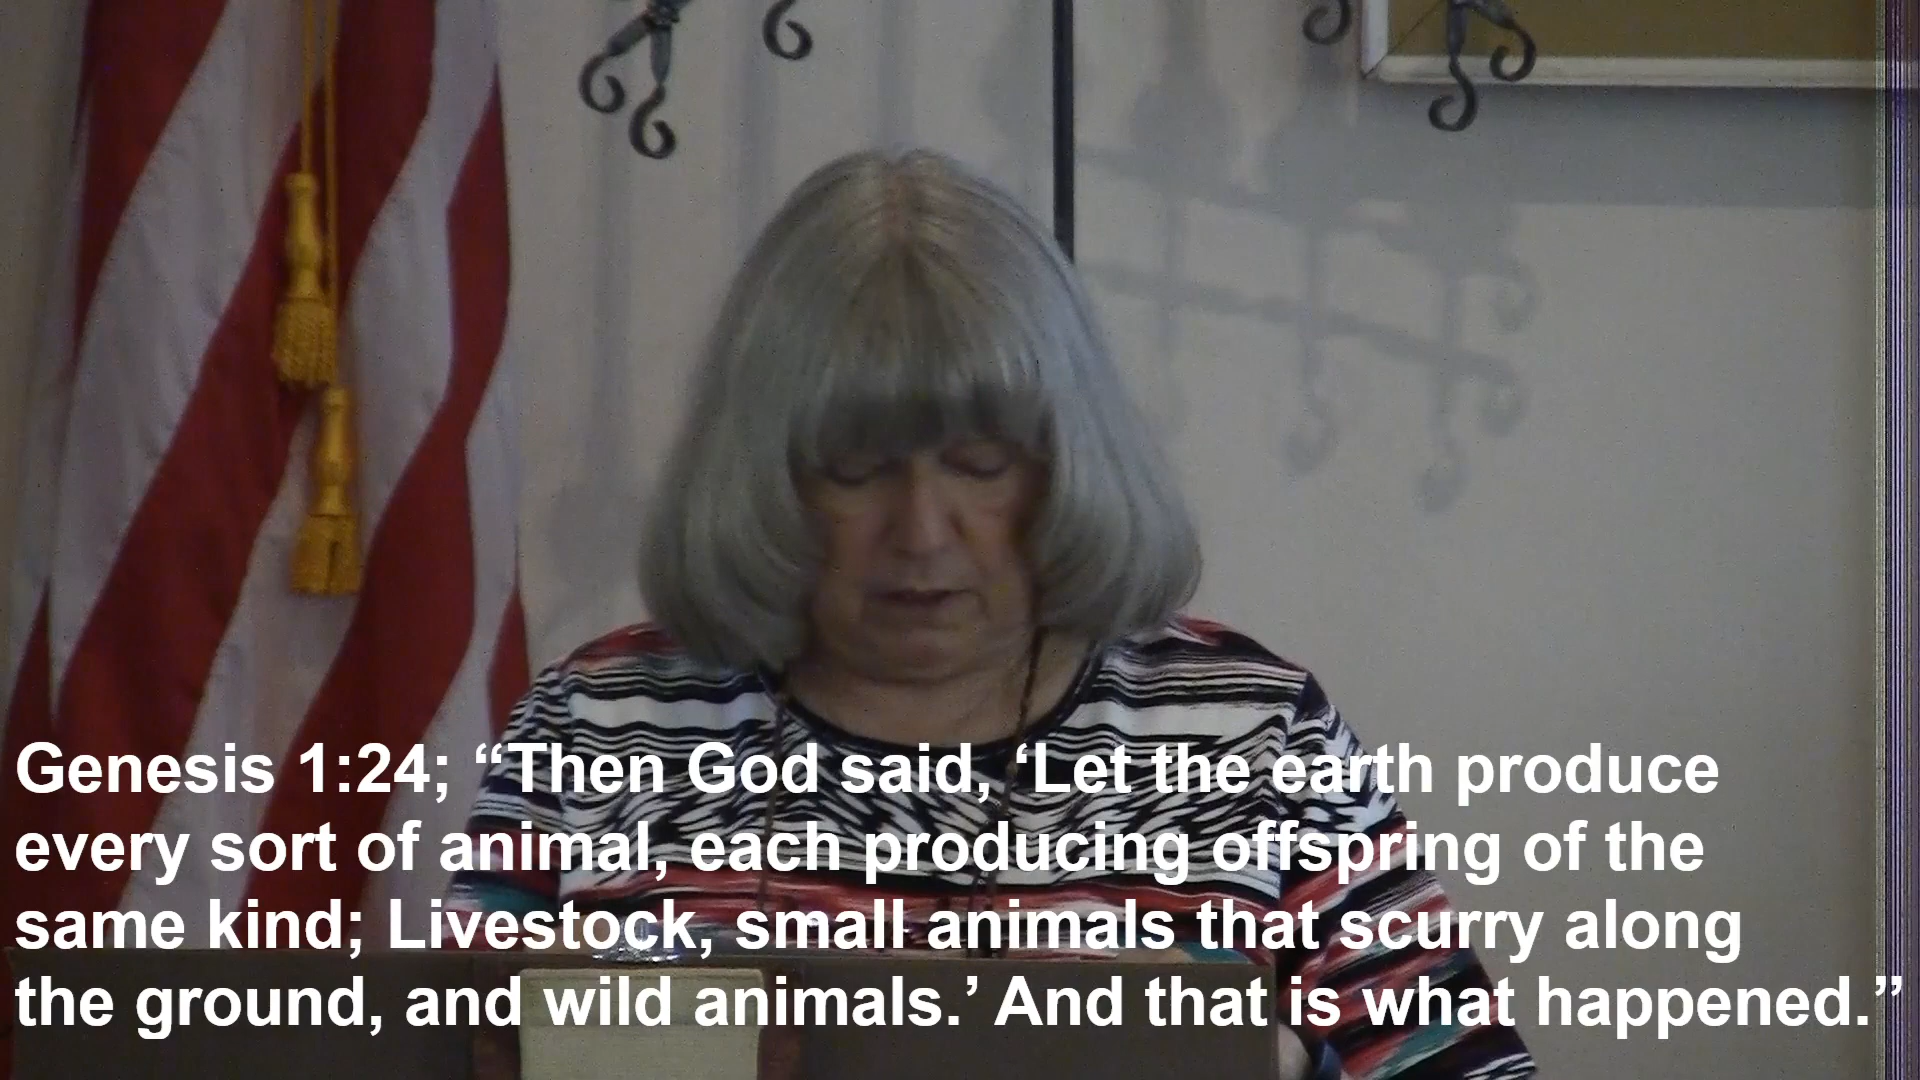 Genesis 1:24; “Then God said, ‘Let the earth produce
every sort of animal, each producing offspring of the
same kind; Livestock, small animals that scurry along
the ground, and wild animals.’ And that is what happened.”